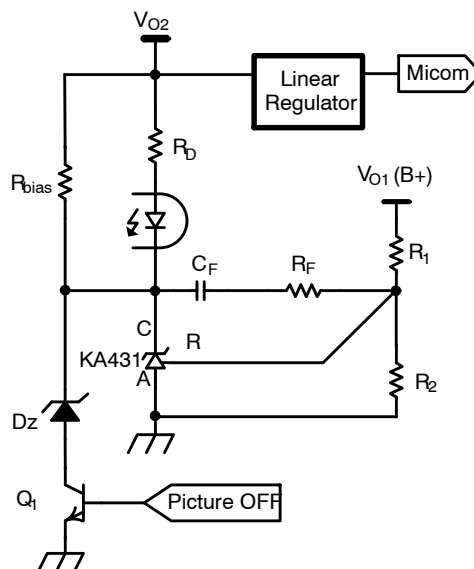 VO2
Linear
Regulator
Micom
RD
Rbias
VO1 (B+)
CF
RF
R1
C
R
KA431
A
R2
Dz
Q1
Picture OFF